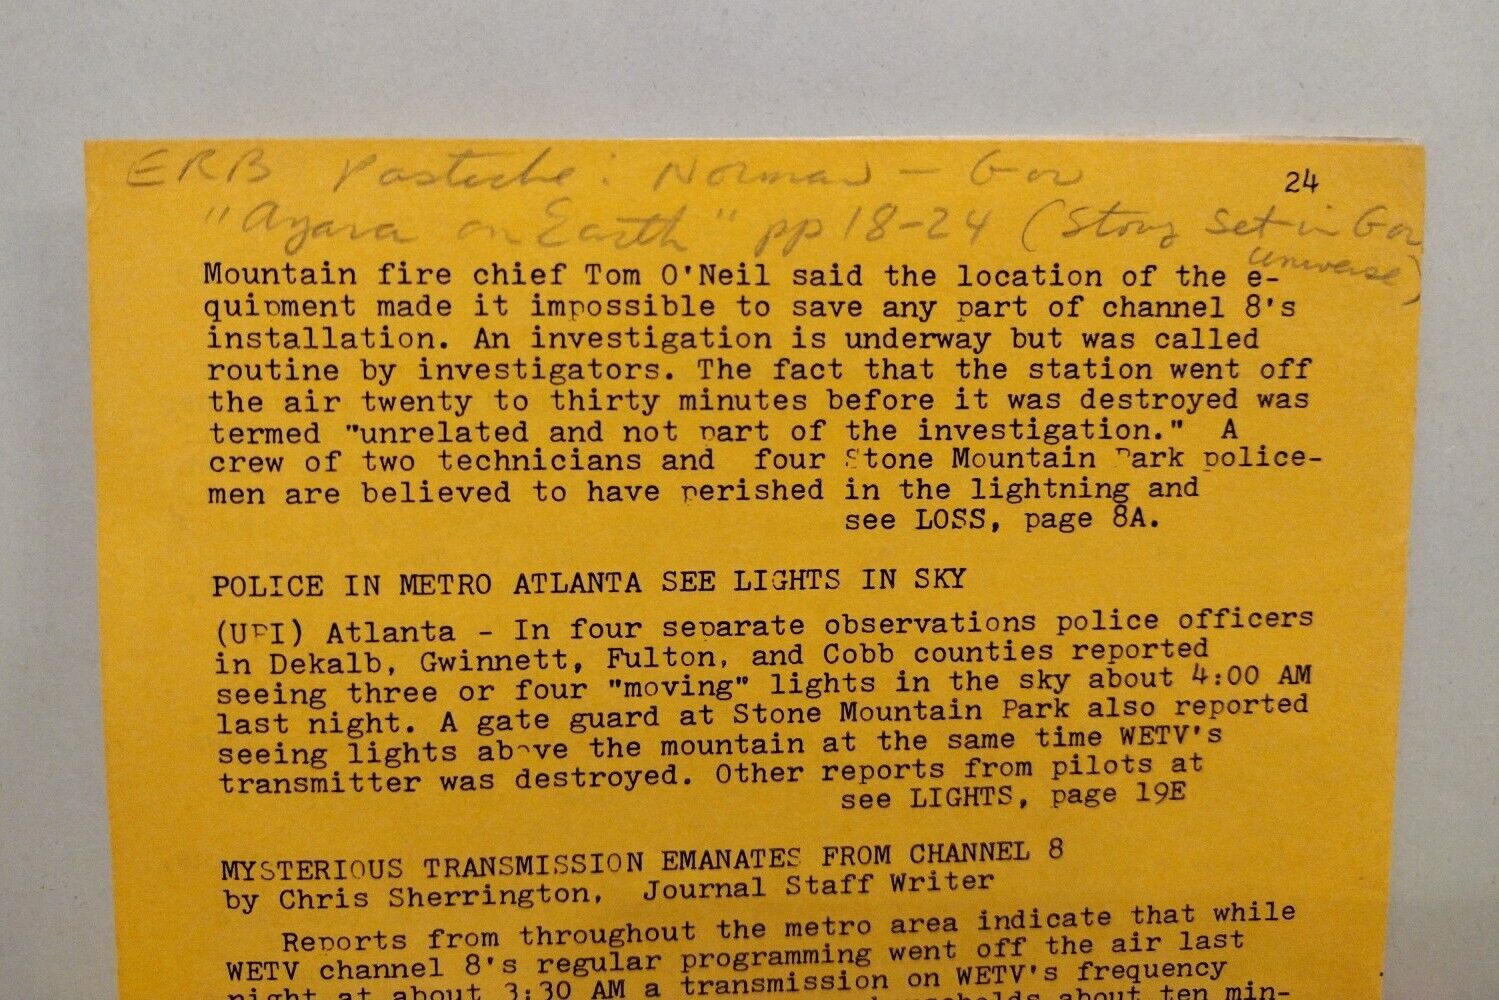 ERB Pastiche: Norman - Gor
24
"Ayara on Earth" pp 18-24 (Story set in Gor
universe)
Mountain fire chief Tom O'Neil said the location of the e-
quipment made it impossible to save any part of channel 8's
installation. An investigation is underway but was called
routine by investigators. The fact that the station went off
the air twenty to thirty minutes before it was destroyed was
termed "unrelated and not part of the investigation." A
crew of two technicians and four Stone Mountain Park police-
men are believed to have perished in the lightning and
see LOSS, page 8A.
POLICE IN METRO ATLANTA SEE LIGHTS IN SKY
(UPI) Atlanta - In four separate observations police officers
in Dekalb, Gwinnett, Fulton, and Cobb counties reported
seeing three or four "moving" lights in the sky about 4:00 AM
last night. A gate guard at Stone Mountain Park also reported
seeing lights above the mountain at the same time WETV's
transmitter was destroyed. Other reports from pilots at
see LIGHTS, page 19E
MYSTERIOUS TRANSMISSION EMANATES FROM CHANNEL 8
by Chris Sherrington, Journal Staff Writer
Reports from throughout the metro area indicate that while
WETV channel 8's regular programming went off the air last
night at about 3:30 AM a transmission on WETV's frequency
households about ten min-